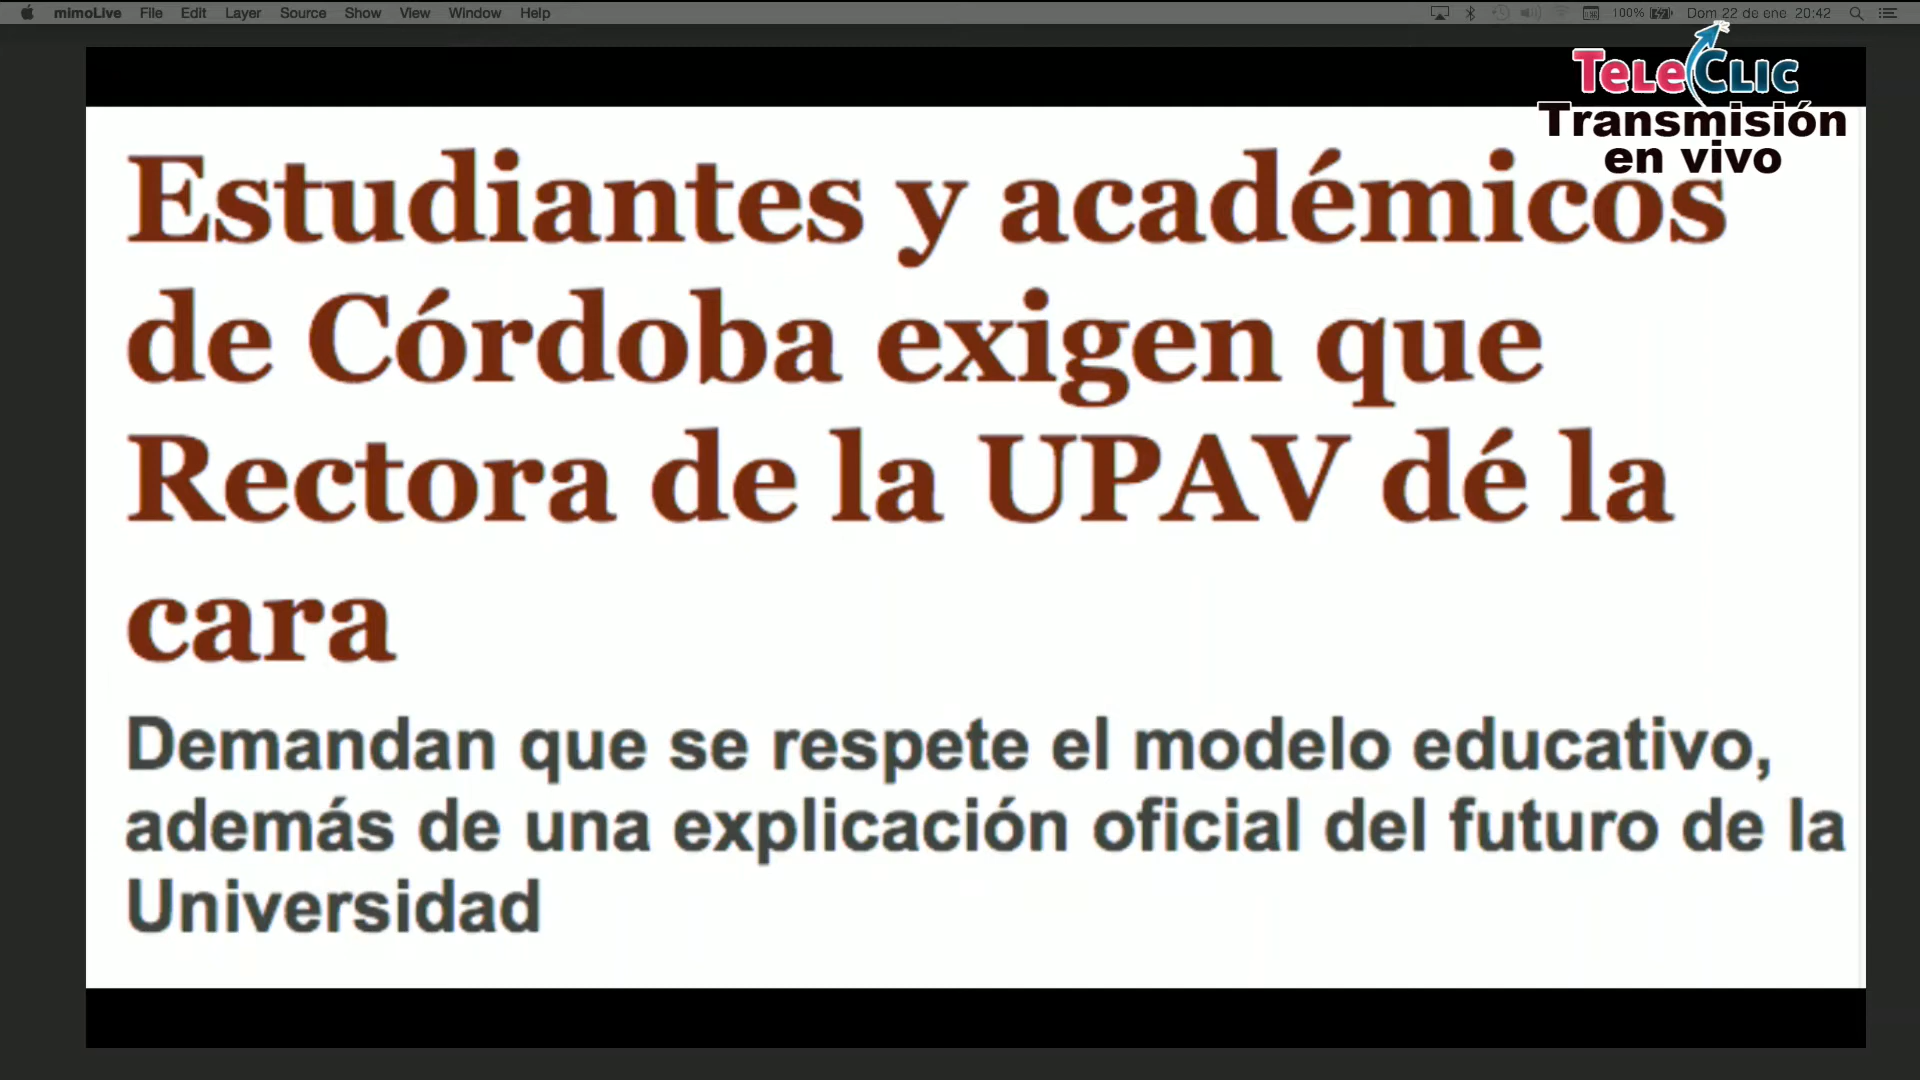 mimoLive File Edit Layer Source Show View Window Help 100% Dom 22 de ene 20:42
TELECLIC
Transmisión
en vivo
Estudiantes y académicos
de Córdoba exigen que
Rectora de la UPAV dé la
cara
Demandan que se respete el modelo educativo,
además de una explicación oficial del futuro de la
Universidad